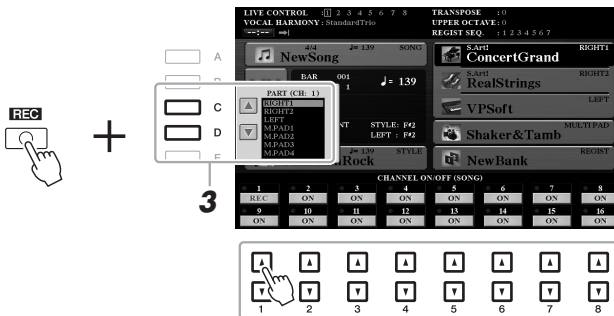 LIVE CONTROL : 1 2 3 4 5 6 7 8
TRANSPOSE : 0
VOCAL HARMONY : StandardTrio
UPPER OCTAVE : 0
--:--
REGIST SEQ. : 1 2 3 4 5 6 7
A
4/4 ♩= 139 SONG
NewSong
S.Art! RIGHT1
ConcertGrand
BAR 001
1
♩= 139
S.Art! RIGHT2
RealStrings
REC
C
D
E
PART (CH: 1)
RIGHT1
RIGHT2
LEFT
M.PAD1
M.PAD2
M.PAD3
M.PAD4
LEFT
VPSoft
STYLE: F#2
LEFT : F#2
MULTI PAD
Shaker&Tamb
♩= 139 STYLE
Rock
REGIST
NewBank
3
CHANNEL ON/OFF (SONG)
1 2 3 4 5 6 7 8
REC ON ON ON ON ON ON ON
9 10 11 12 13 14 15 16
ON ON ON ON ON ON ON ON
1 2 3 4 5 6 7 8